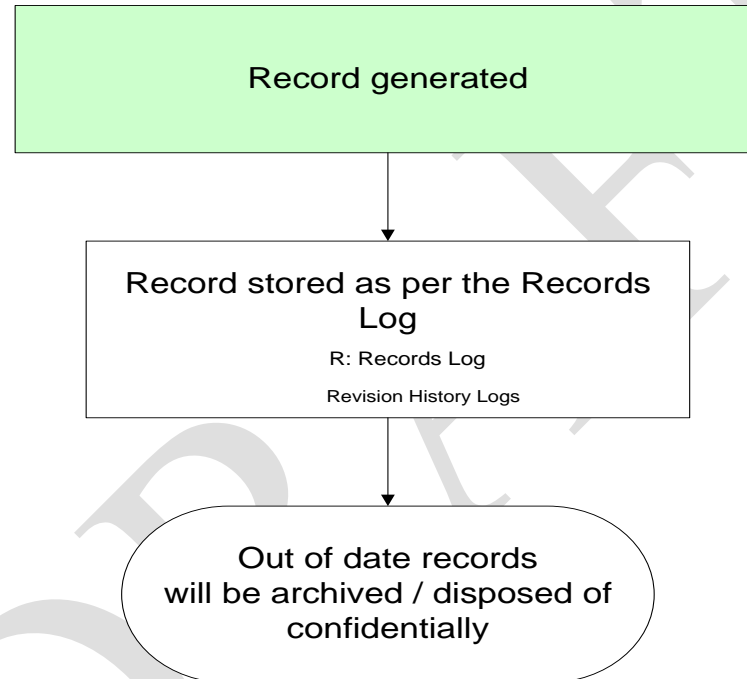 Record generated
Record stored as per the Records
Log
R: Records Log
Revision History Logs
Out of date records
will be archived / disposed of
confidentially